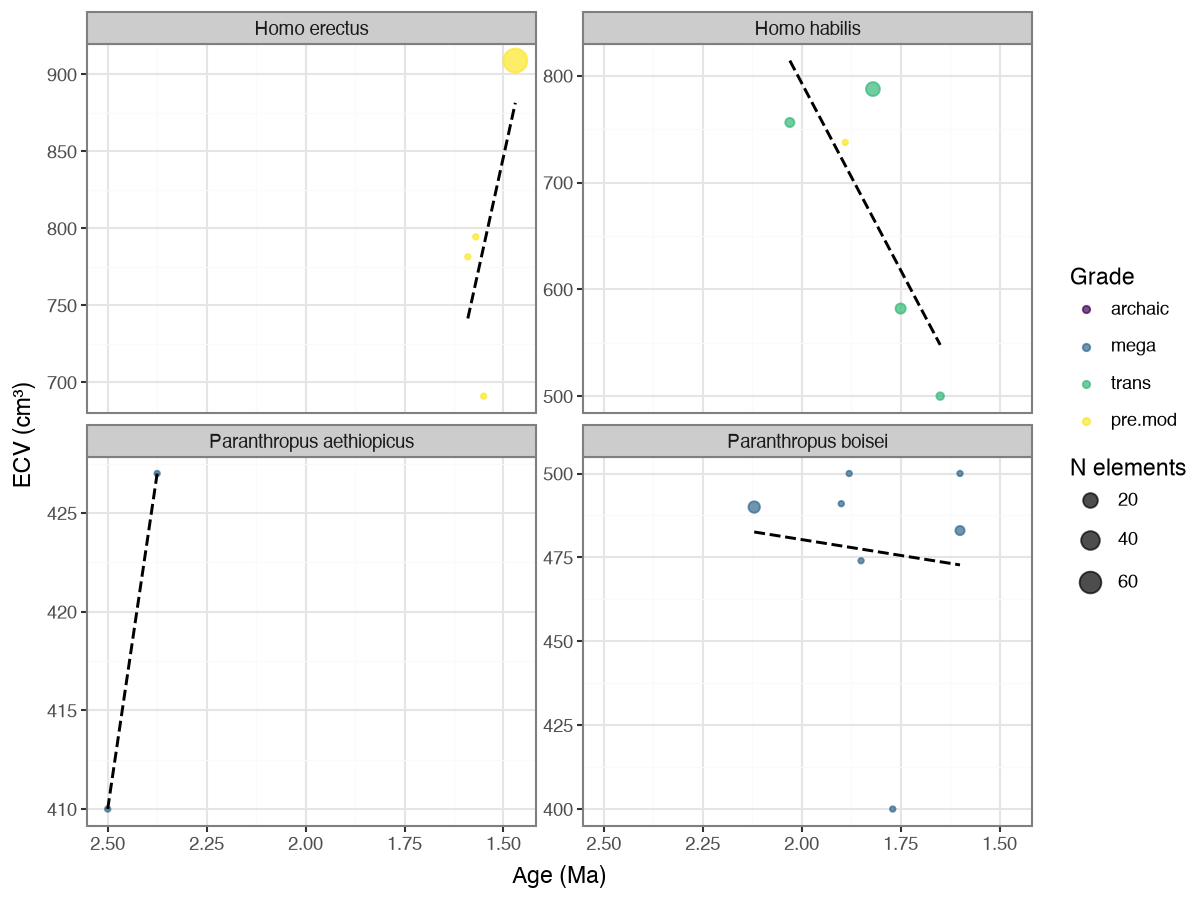 Homo erectus
Homo habilis
900
850
800
750
700
800
700
600
500
Paranthropus aethiopicus
Paranthropus boisei
425
420
415
410
500
475
450
425
400
2.50 2.25 2.00 1.75 1.50
2.50 2.25 2.00 1.75 1.50
Age (Ma)
ECV (cm³)
Grade
archaic
mega
trans
pre.mod
N elements
20
40
60